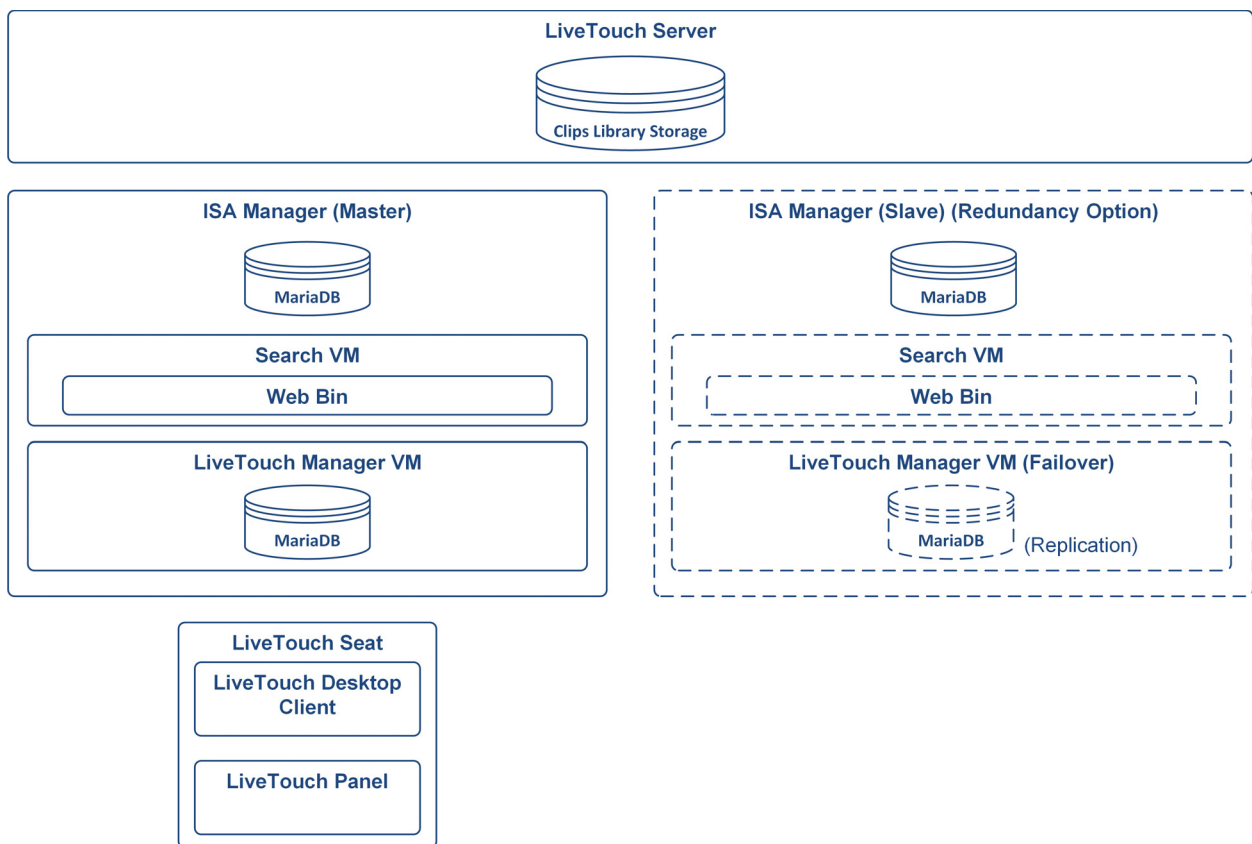 LiveTouch Server
Clips Library Storage
ISA Manager (Master)
MariaDB
Search VM
Web Bin
LiveTouch Manager VM
MariaDB
ISA Manager (Slave) (Redundancy Option)
MariaDB
Search VM
Web Bin
LiveTouch Manager VM (Failover)
MariaDB
(Replication)
LiveTouch Seat
LiveTouch Desktop
Client
LiveTouch Panel